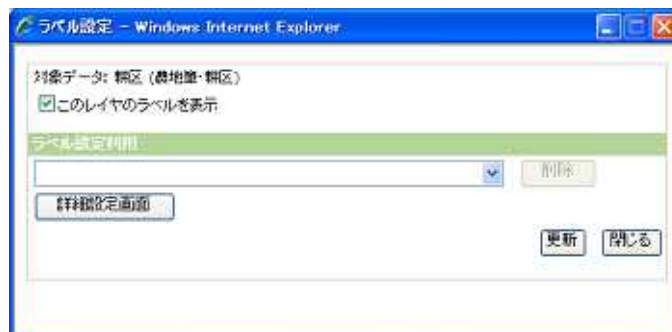 ラベル設定 - Windows Internet Explorer
対象データ: 耕区 (農地筆・耕区)
このレイヤのラベルを表示
ラベル設定利用
削除
詳細設定画面
更新 閉じる